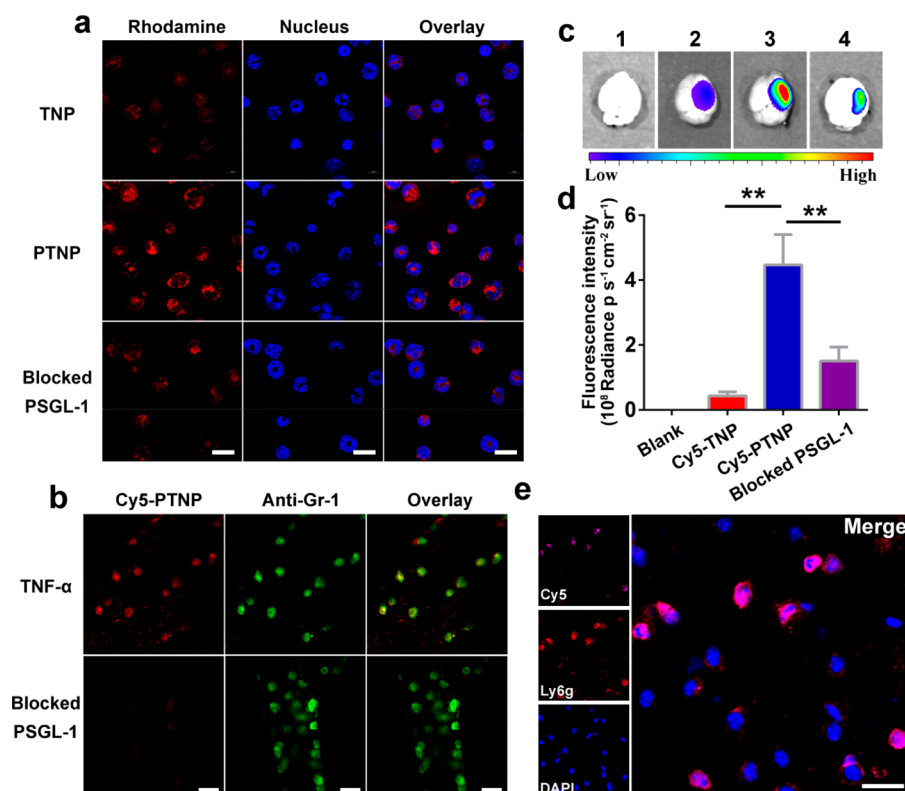 a
Rhodamine Nucleus Overlay
TNP
PTNP
Blocked
PSGL-1
b
Cy5-PTNP Anti-Gr-1 Overlay
TNF-α
Blocked
PSGL-1
c
1 2 3 4
Low High
d
Fluorescence intensity
(10⁸ Radiance p s⁻¹ cm⁻² sr⁻¹)
** **
6
4
2
0
Blank Cy5-TNP Cy5-PTNP Blocked PSGL-1
e
Cy5
Ly6g
DAPI
Merge